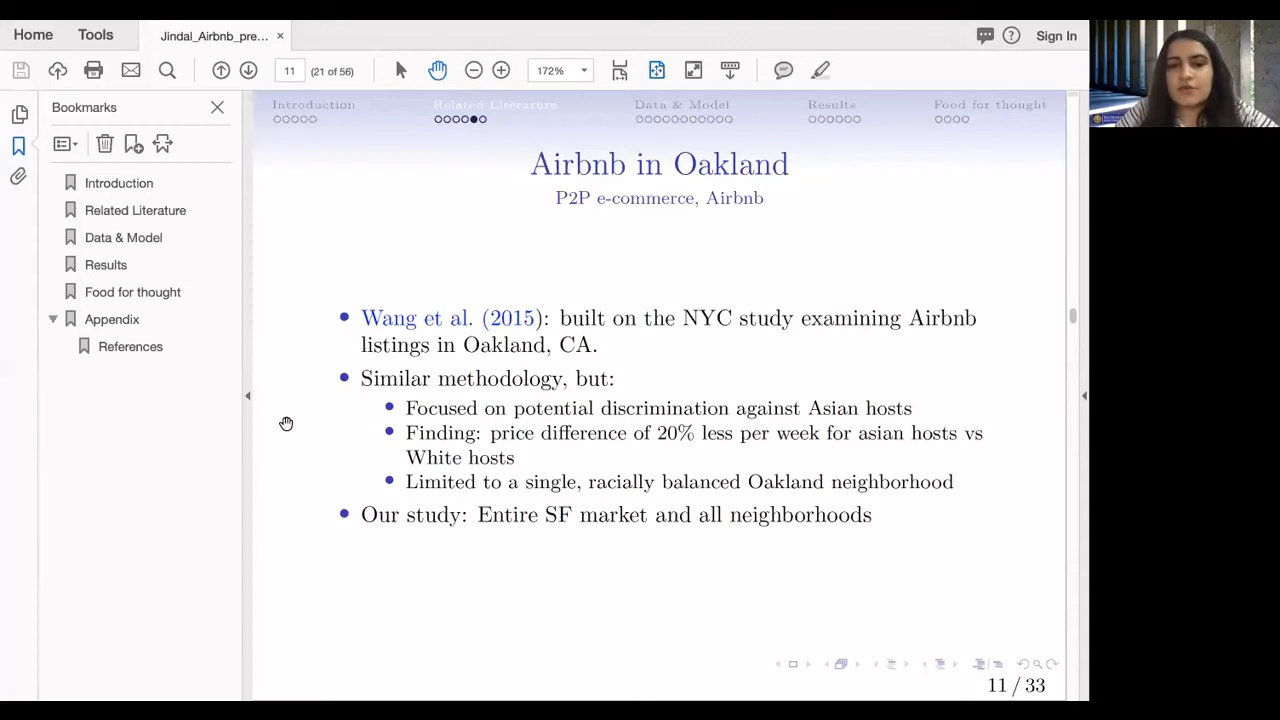 Home
Tools
Jindal_Airbnb_pre...
×
Sign In
11
(21 of 56)
172%
Bookmarks
Introduction
Related Literature
Data & Model
Results
Food for thought
Appendix
References
Introduction
Related Literature
Data & Model
Results
Food for thought
Airbnb in Oakland
P2P e-commerce, Airbnb
• Wang et al. (2015): built on the NYC study examining Airbnb
listings in Oakland, CA.
• Similar methodology, but:
• Focused on potential discrimination against Asian hosts
• Finding: price difference of 20% less per week for asian hosts vs
White hosts
• Limited to a single, racially balanced Oakland neighborhood
• Our study: Entire SF market and all neighborhoods
11 / 33